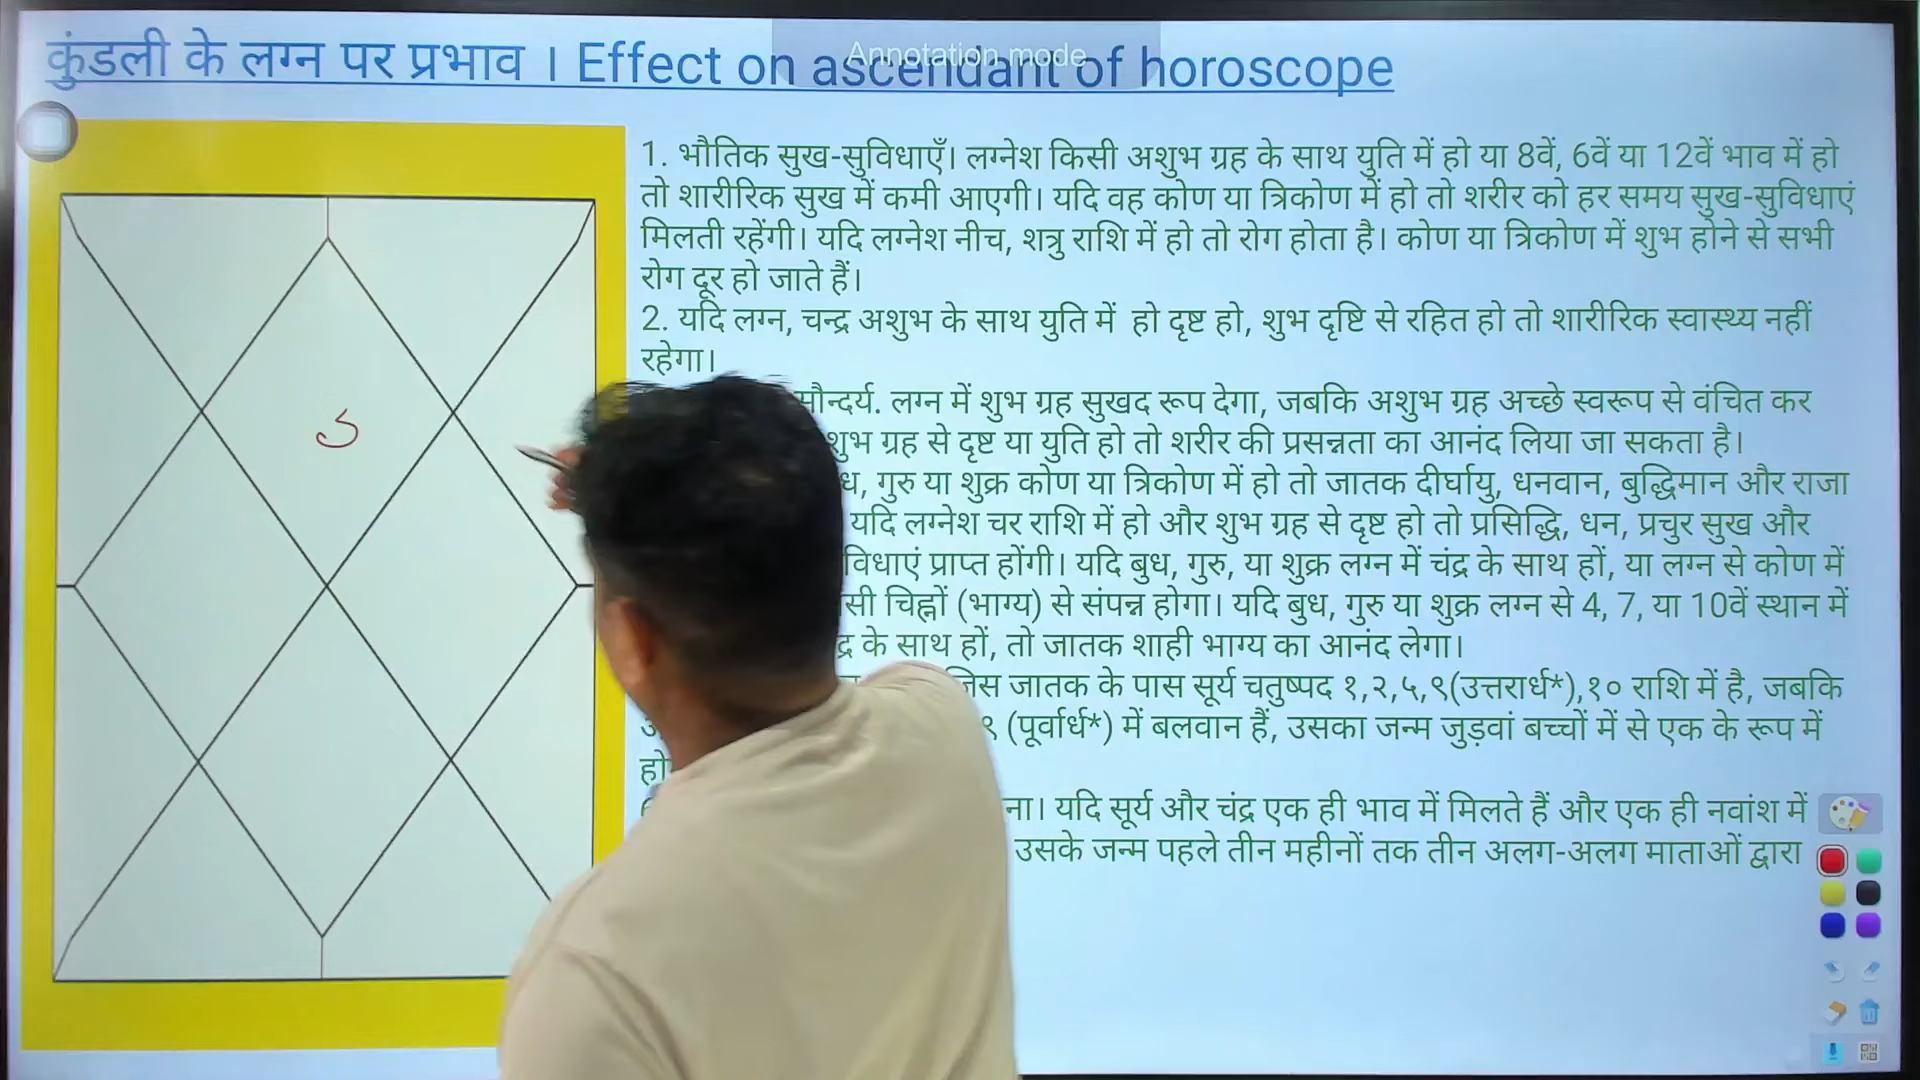 कुंडली के लग्न पर प्रभाव । Effect on ascendant of horoscope
Annotation mode
1. भौतिक सुख-सुविधाएँ। लग्नेश किसी अशुभ ग्रह के साथ युति में हो या 8वें, 6वें या 12वें भाव में हो
तो शारीरिक सुख में कमी आएगी। यदि वह कोण या त्रिकोण में हो तो शरीर को हर समय सुख-सुविधाएं
मिलती रहेंगी। यदि लग्नेश नीच, शत्रु राशि में हो तो रोग होता है। कोण या त्रिकोण में शुभ होने से सभी
रोग दूर हो जाते हैं।
2. यदि लग्न, चन्द्र अशुभ के साथ युति में हो दृष्ट हो, शुभ दृष्टि से रहित हो तो शारीरिक स्वास्थ्य नहीं
रहेगा।
सौन्दर्य. लग्न में शुभ ग्रह सुखद रूप देगा, जबकि अशुभ ग्रह अच्छे स्वरूप से वंचित कर
शुभ ग्रह से दृष्ट या युति हो तो शरीर की प्रसन्नता का आनंद लिया जा सकता है।
गुरु या शुक्र कोण या त्रिकोण में हो तो जातक दीर्घायु, धनवान, बुद्धिमान और राजा
यदि लग्नेश चर राशि में हो और शुभ ग्रह से दृष्ट हो तो प्रसिद्धि, धन, प्रचुर सुख और
प्राप्त होंगी। यदि बुध, गुरु, या शुक्र लग्न में चंद्र के साथ हों, या लग्न से कोण में
चिह्नों (भाग्य) से संपन्न होगा। यदि बुध, गुरु या शुक्र लग्न से 4, 7, या 10वें स्थान में
के साथ हों, तो जातक शाही भाग्य का आनंद लेगा।
जिस जातक के पास सूर्य चतुष्पद १,२,५,९(उत्तरार्ध*),१० राशि में है, जबकि
(पूर्वार्ध*) में बलवान हैं, उसका जन्म जुड़वां बच्चों में से एक के रूप में
यदि सूर्य और चंद्र एक ही भाव में मिलते हैं और एक ही नवांश में
उसके जन्म पहले तीन महीनों तक तीन अलग-अलग माताओं द्वारा